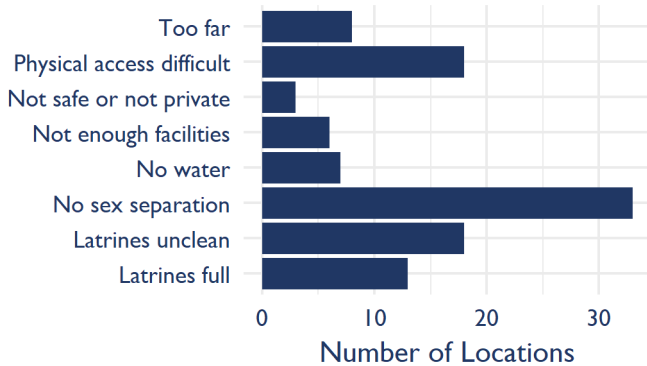 Too far
Physical access difficult
Not safe or not private
Not enough facilities
No water
No sex separation
Latrines unclean
Latrines full
0 10 20 30
Number of Locations